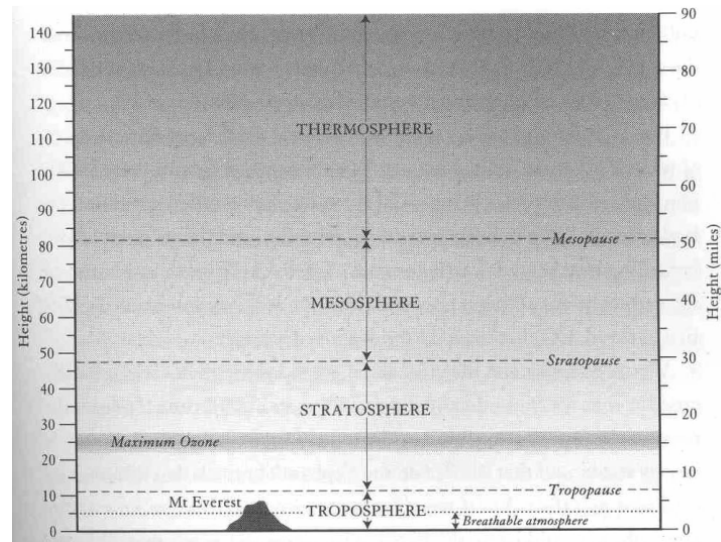 140
130
120
110
100
90
80
70
60
50
40
30
20
10
0
Height (kilometres)
THERMOSPHERE
Mesopause
MESOSPHERE
Stratopause
STRATOSPHERE
Maximum Ozone
Tropopause
Mt Everest
TROPOSPHERE
Breathable atmosphere
90
80
70
60
50
40
30
20
10
0
Height (miles)